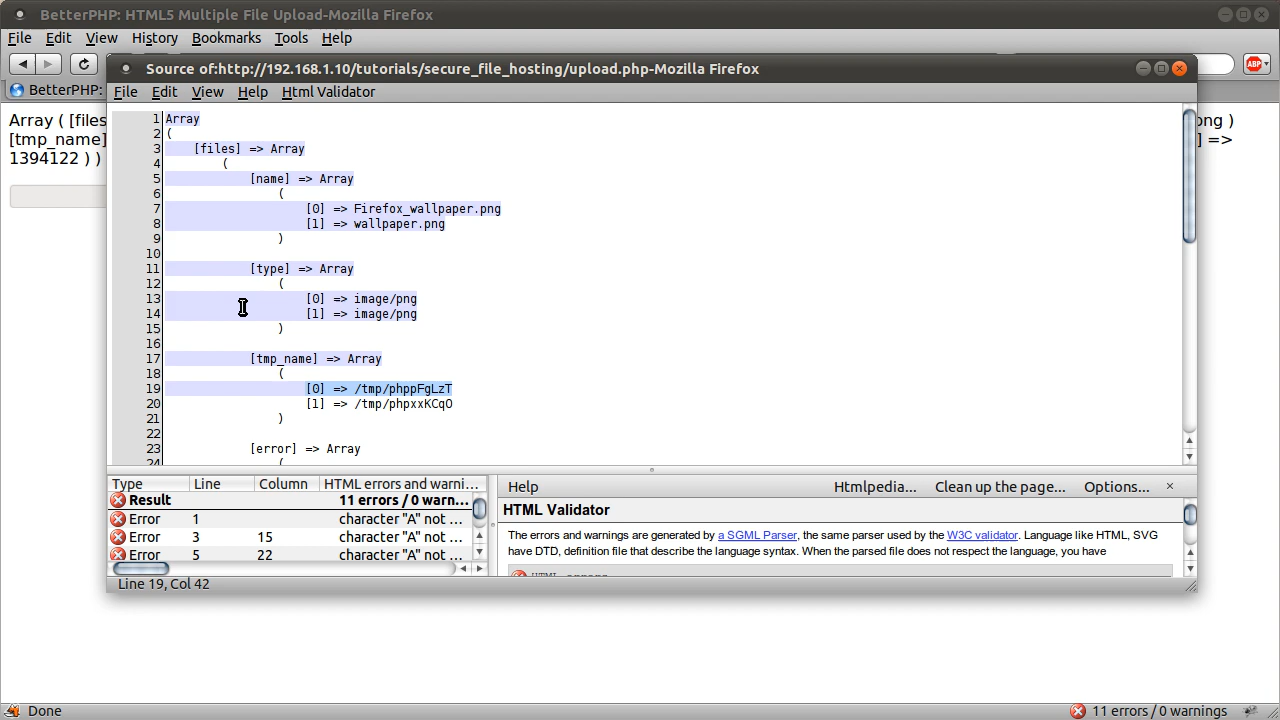 BetterPHP: HTML5 Multiple File Upload-Mozilla Firefox
File Edit View History Bookmarks Tools Help
ABP
BetterPHP:
Array ( [files
[tmp_name]
1394122 ) )
ng )
] =>
Source of:http://192.168.1.10/tutorials/secure_file_hosting/upload.php-Mozilla Firefox
File Edit View Help Html Validator
1 Array
2 (
3 [files] => Array
4 (
5 [name] => Array
6 (
7 [0] => Firefox_wallpaper.png
8 [1] => wallpaper.png
9 )
10
11 [type] => Array
12 (
13 [0] => image/png
14 [1] => image/png
15 )
16
17 [tmp_name] => Array
18 (
19 [0] => /tmp/phppFgLzT
20 [1] => /tmp/phpxxKCqO
21 )
22
23 [error] => Array
24 (
Type Line Column HTML errors and warni...
Result 11 errors / 0 warn...
Error 1 character "A" not ...
Error 3 15 character "A" not ...
Error 5 22 character "A" not ...
Help Htmlpedia... Clean up the page... Options... ×
HTML Validator
The errors and warnings are generated by a SGML Parser, the same parser used by the W3C validator. Language like HTML, SVG
have DTD, definition file that describe the language syntax. When the parsed file does not respect the language, you have
Line 19, Col 42
Done
11 errors / 0 warnings